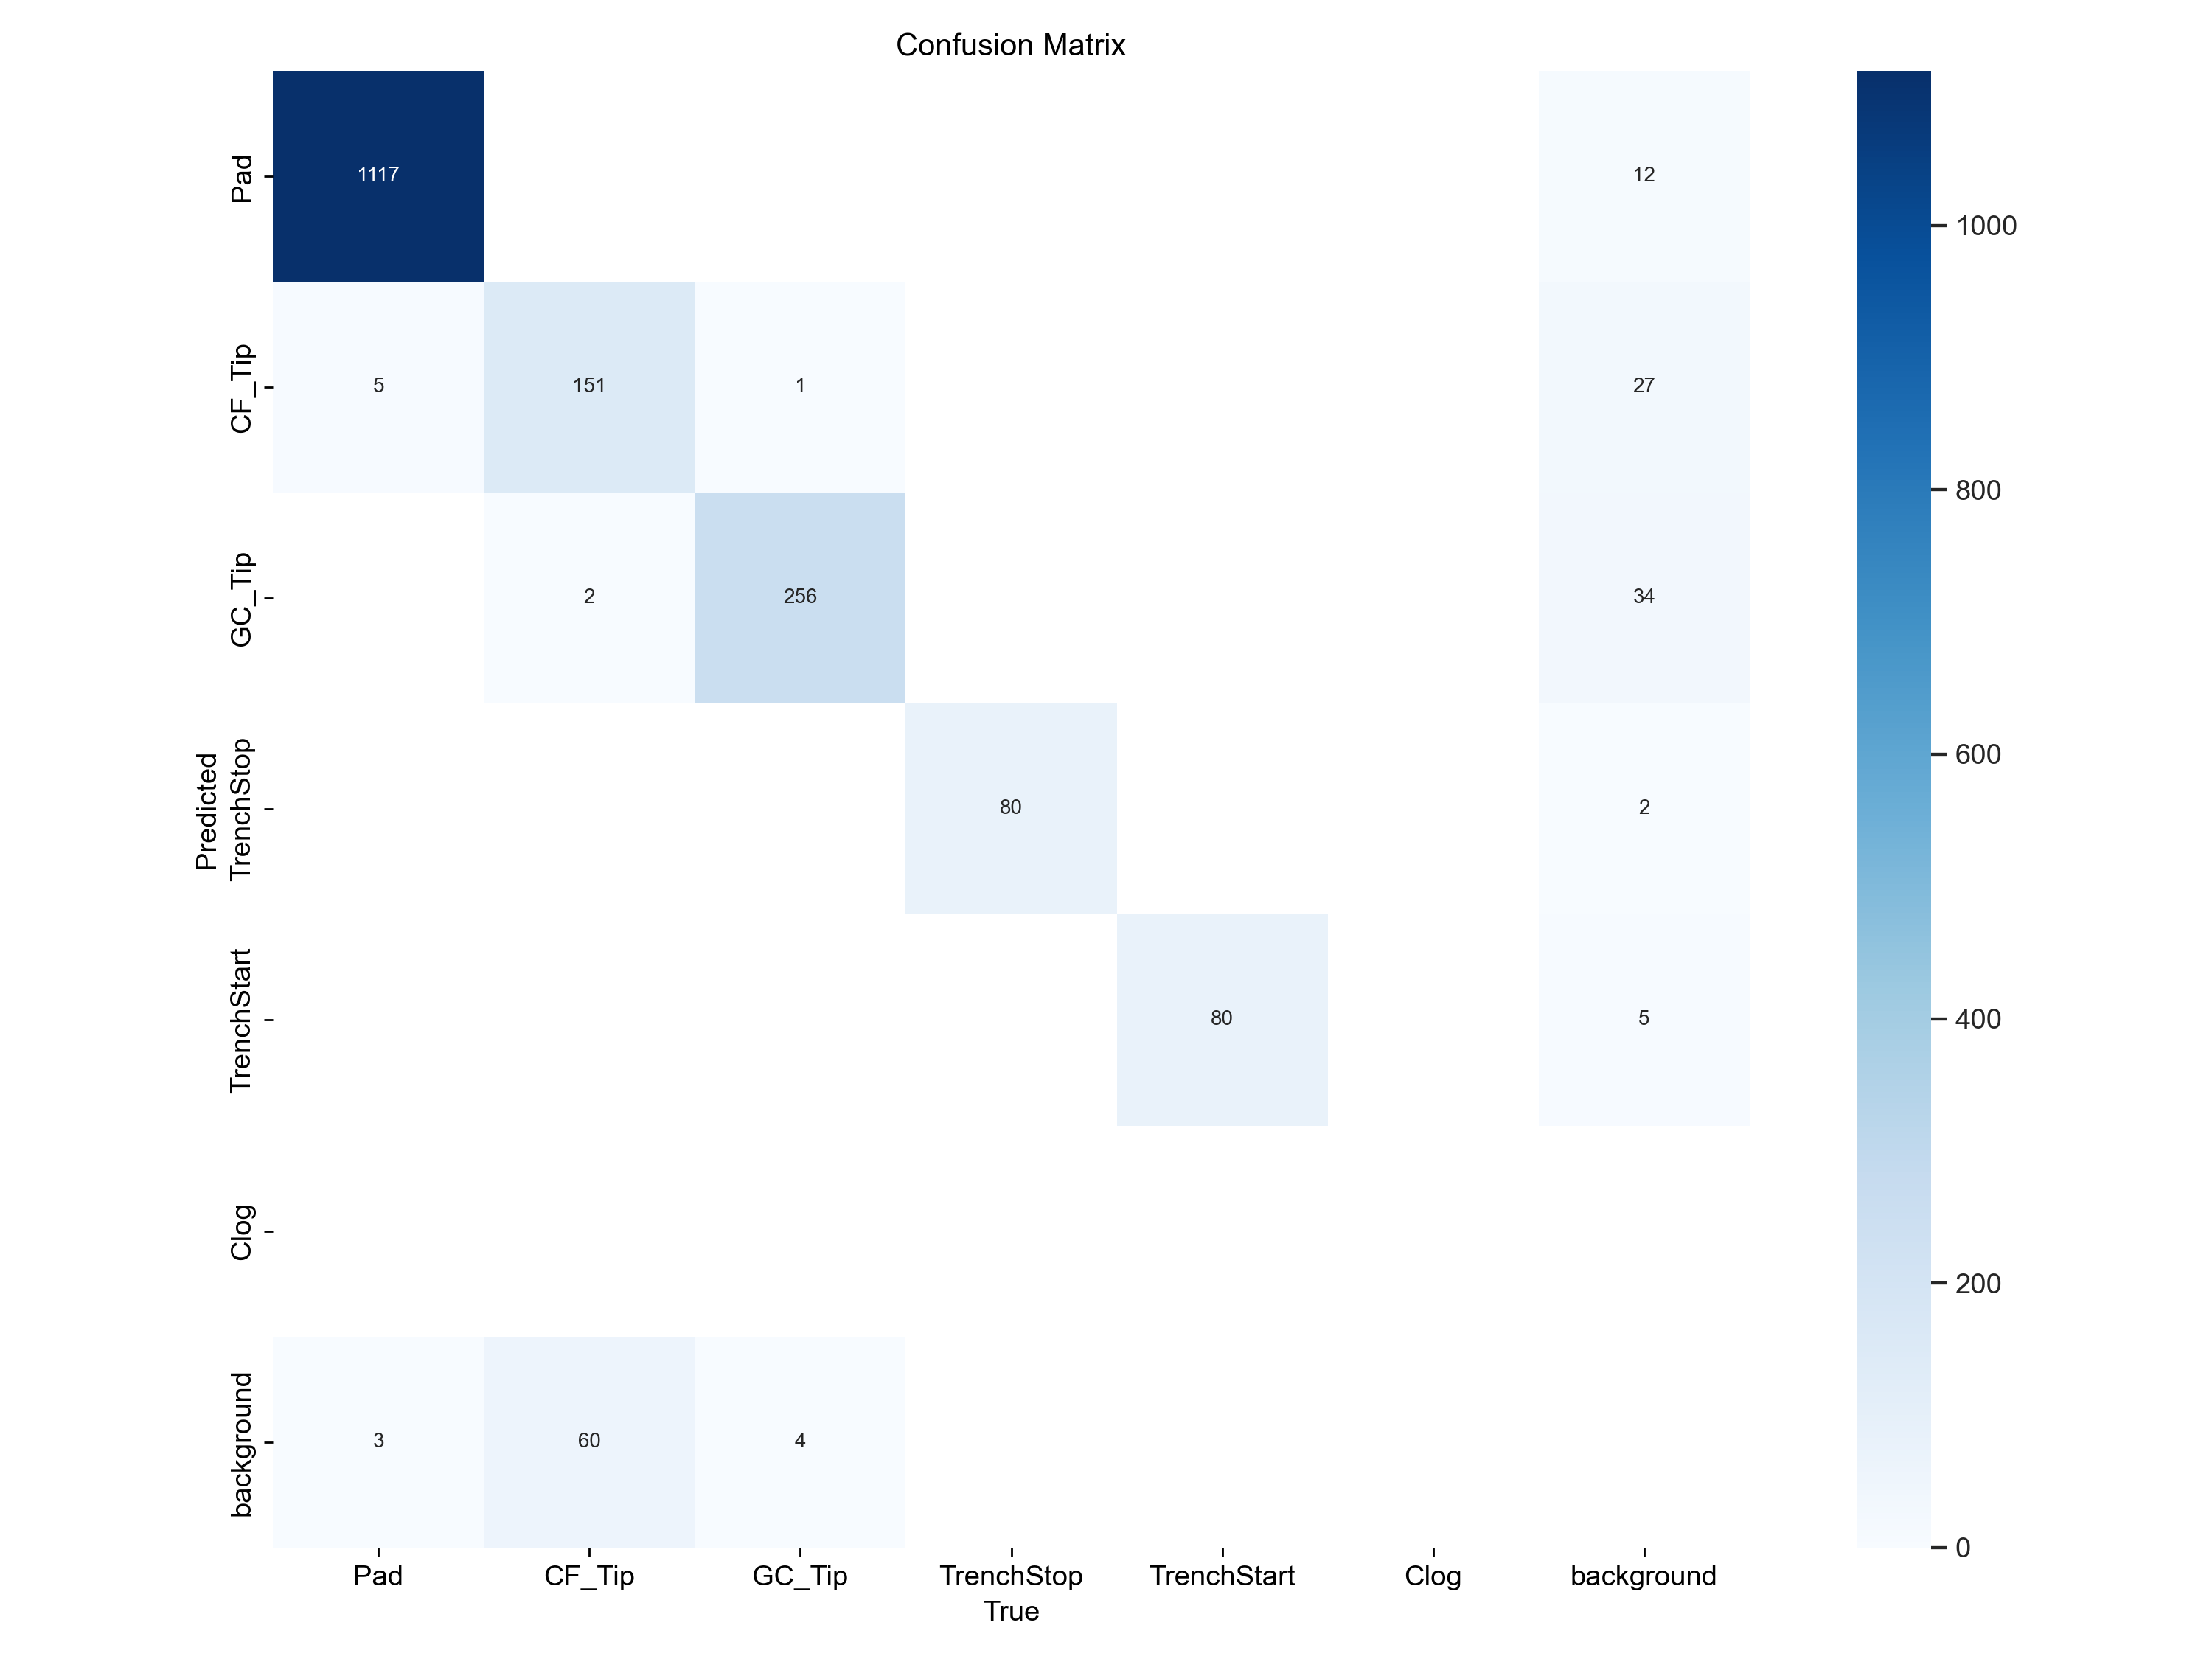 Confusion Matrix
Pad
1117
12
1000
CF_Tip
5
151
1
27
800
GC_Tip
2
256
34
600
Predicted
TrenchStop
80
2
400
TrenchStart
80
5
Clog
200
background
3
60
4
0
Pad
CF_Tip
GC_Tip
TrenchStop
TrenchStart
Clog
background
True